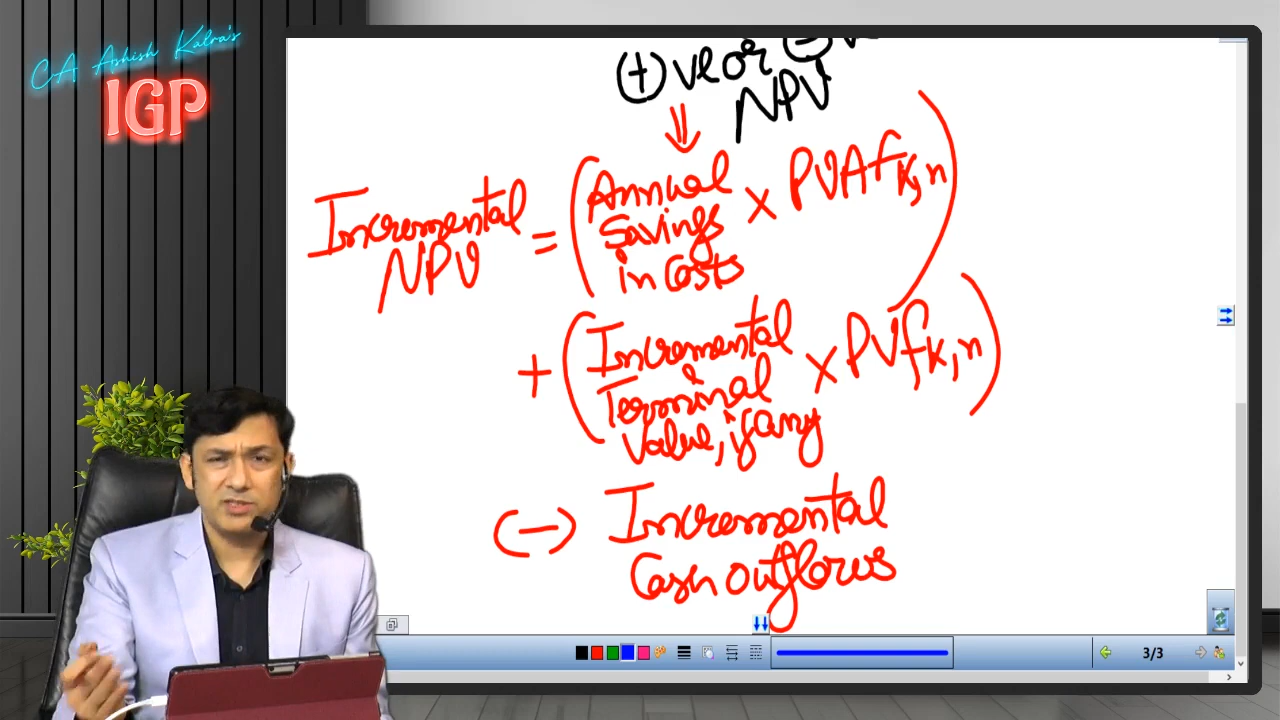 CA Ashish Kalra's
IGP
(+) ve or (-) ve
NPV
⇓
Incremental NPV = (Annual Savings in Costs × PVAf K, n)
+ (Incremental Terminal Value, if any × PVf K, n)
(-) Incremental
Cash outflows
3/3